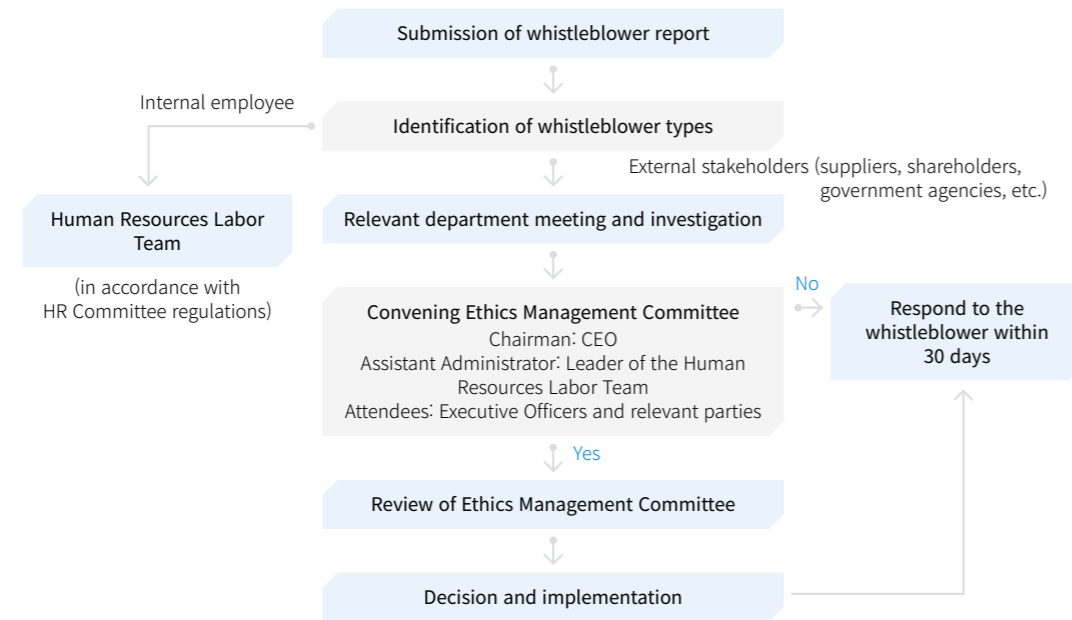 Submission of whistleblower report
Internal employee
Identification of whistleblower types
External stakeholders (suppliers, shareholders,
government agencies, etc.)
Human Resources Labor
Team
(in accordance with
HR Committee regulations)
Relevant department meeting and investigation
Convening Ethics Management Committee
Chairman: CEO
Assistant Administrator: Leader of the Human
Resources Labor Team
Attendees: Executive Officers and relevant parties
No
Respond to the
whistleblower within
30 days
Yes
Review of Ethics Management Committee
Decision and implementation